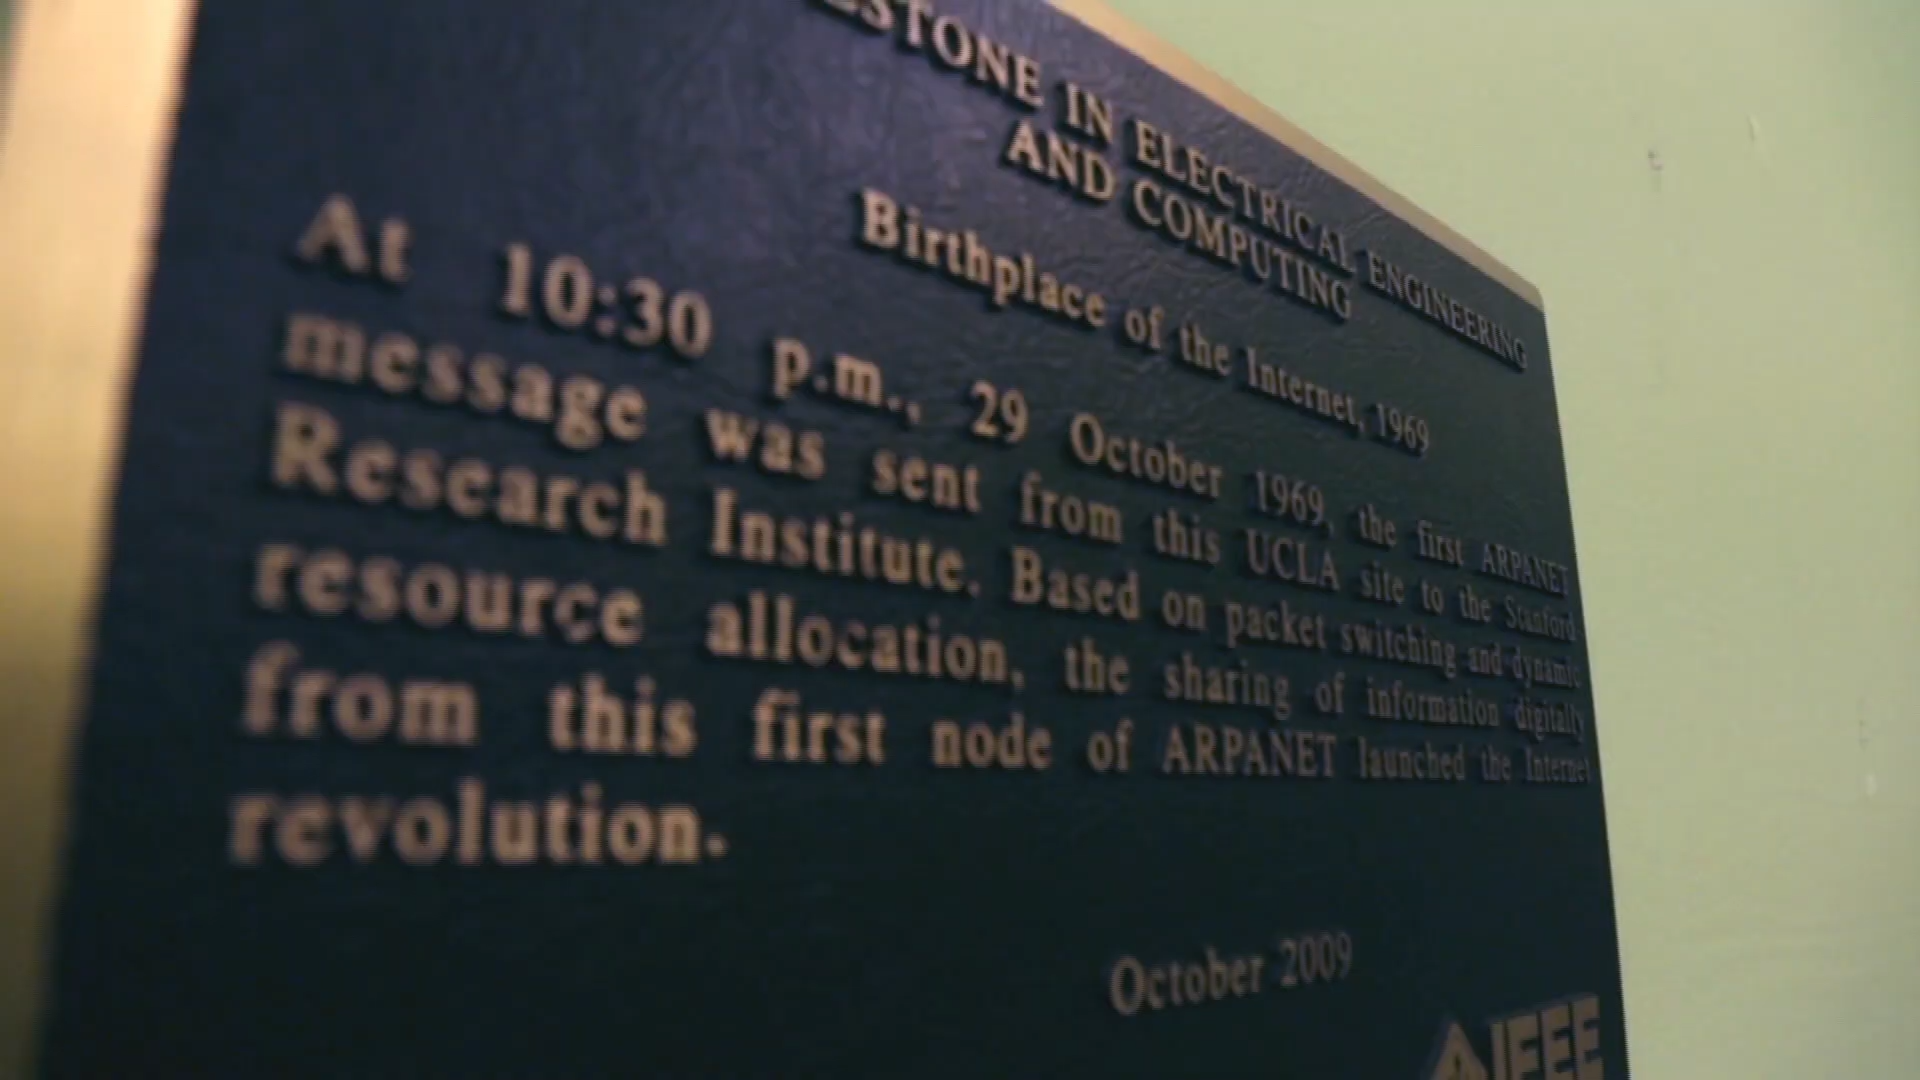 ESTONE IN ELECTRICAL ENGINEERING
AND COMPUTING
Birthplace of the Internet, 1969
At 10:30 p.m., 29 October 1969, the first ARPANET
message was sent from this UCLA site to the Stanford
Research Institute. Based on packet switching and dynamic
resource allocation, the sharing of information digitally
from this first node of ARPANET launched the Internet
revolution.
October 2009
IEEE